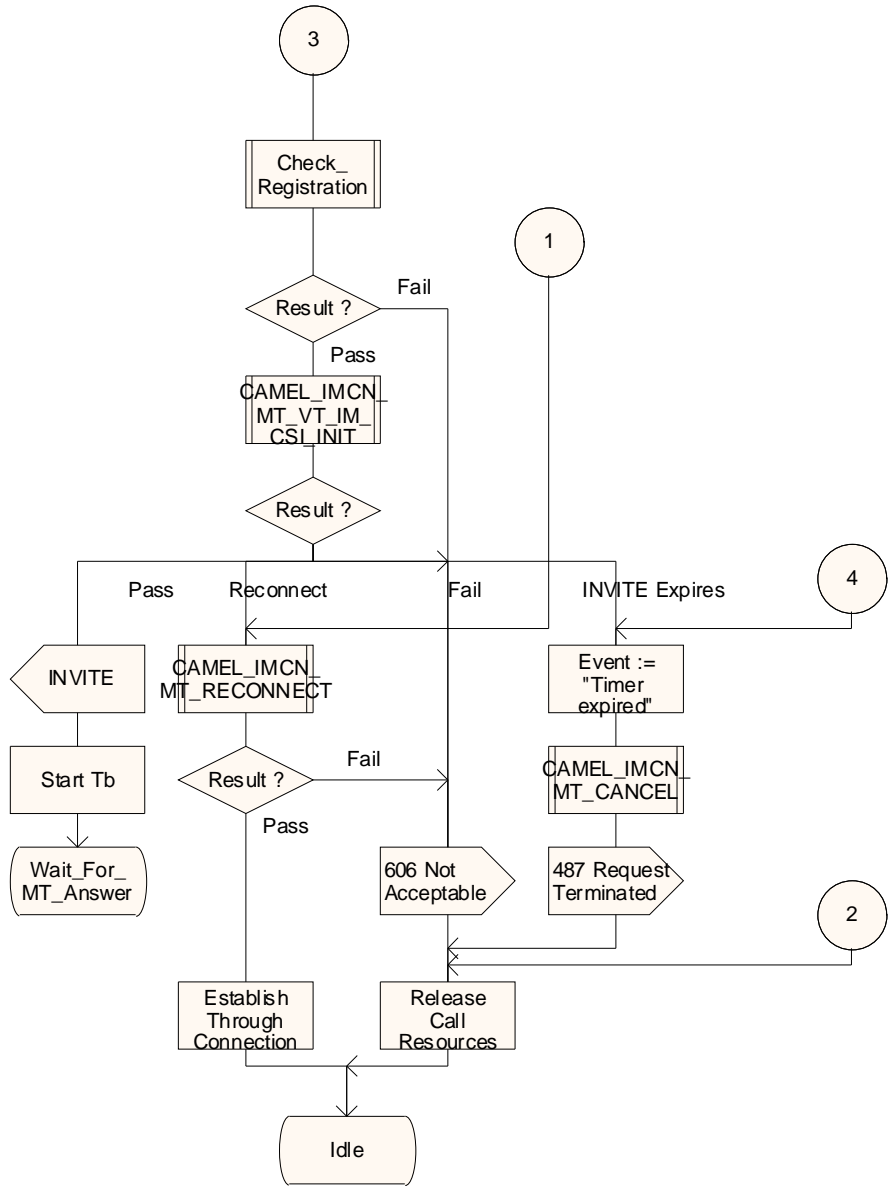 3
Check_
Registration
1
Result ?
Fail
Pass
CAMEL_IMCN_
MT_VT_IM_
CSI_INIT
Result ?
4
Pass
Reconnect
Fail
INVITE Expires
INVITE
CAMEL_IMCN_
MT_RECONNECT
Event :=
"Timer
expired"
Start Tb
Result ?
Fail
Pass
CAMEL_IMCN_
MT_CANCEL
Wait_For_
MT_Answer
606 Not
Acceptable
487 Request
Terminated
2
Establish
Through
Connection
Release
Call
Resources
Idle